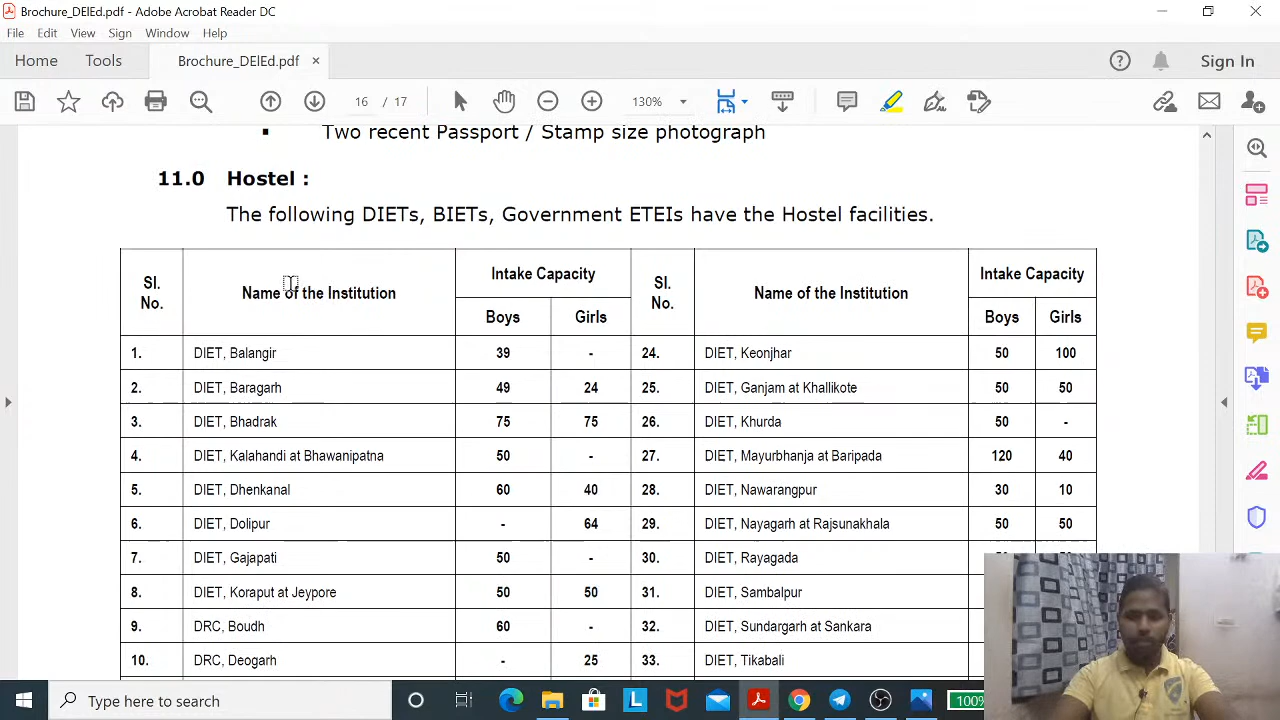 Brochure_DElEd.pdf - Adobe Acrobat Reader DC
File Edit View Sign Window Help
Home Tools Brochure_DElEd.pdf × Sign In
16 / 17 130%
Two recent Passport / Stamp size photograph
11.0 Hostel :
The following DIETs, BIETs, Government ETEIs have the Hostel facilities.
Sl. No. Name of the Institution Intake Capacity Sl. No. Name of the Institution Intake Capacity
Boys Girls Boys Girls
1. DIET, Balangir 39 - 24. DIET, Keonjhar 50 100
2. DIET, Baragarh 49 24 25. DIET, Ganjam at Khallikote 50 50
3. DIET, Bhadrak 75 75 26. DIET, Khurda 50 -
4. DIET, Kalahandi at Bhawanipatna 50 - 27. DIET, Mayurbhanja at Baripada 120 40
5. DIET, Dhenkanal 60 40 28. DIET, Nawarangpur 30 10
6. DIET, Dolipur - 64 29. DIET, Nayagarh at Rajsunakhala 50 50
7. DIET, Gajapati 50 - 30. DIET, Rayagada
8. DIET, Koraput at Jeypore 50 50 31. DIET, Sambalpur
9. DRC, Boudh 60 - 32. DIET, Sundargarh at Sankara
10. DRC, Deogarh - 25 33. DIET, Tikabali
Type here to search L 100%